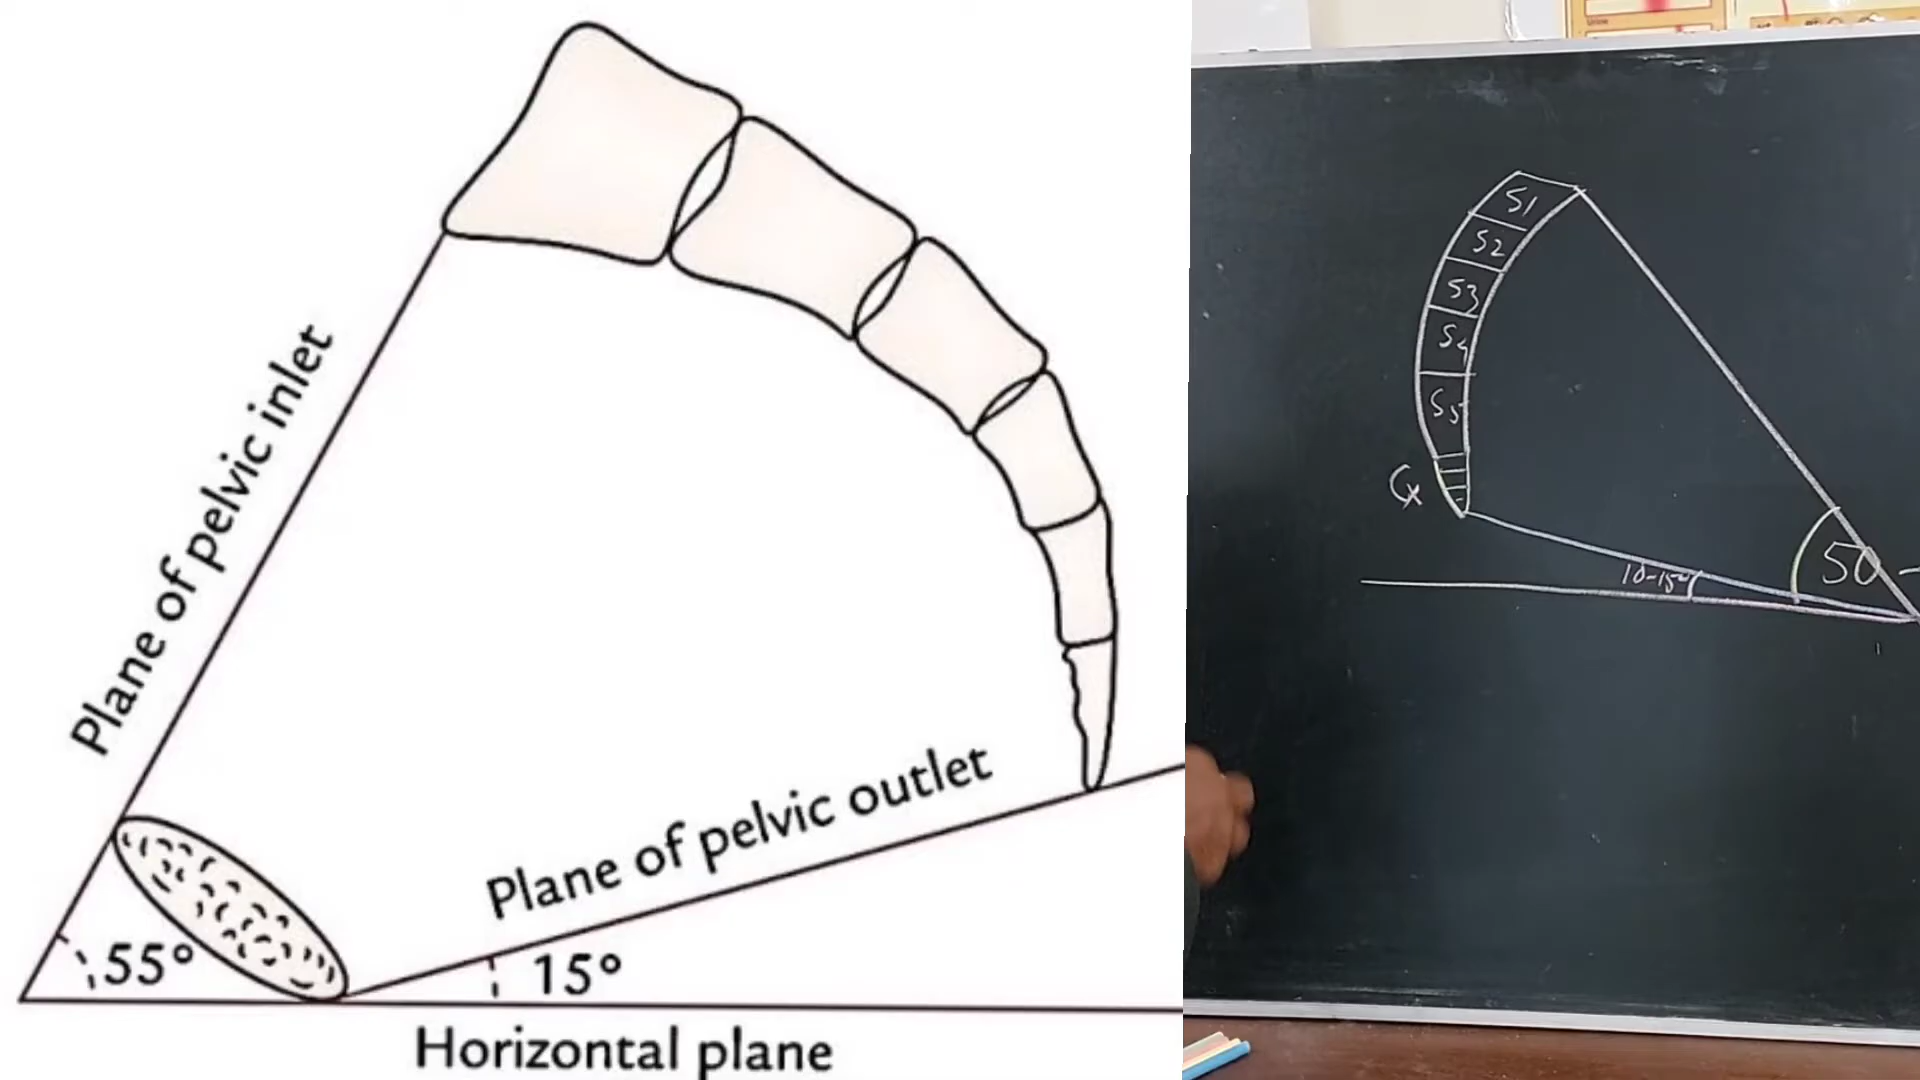 Plane of pelvic inlet
Plane of pelvic outlet
55°
15°
Horizontal plane
S1
S2
S3
S4
S5
Cx
10-15°
50-